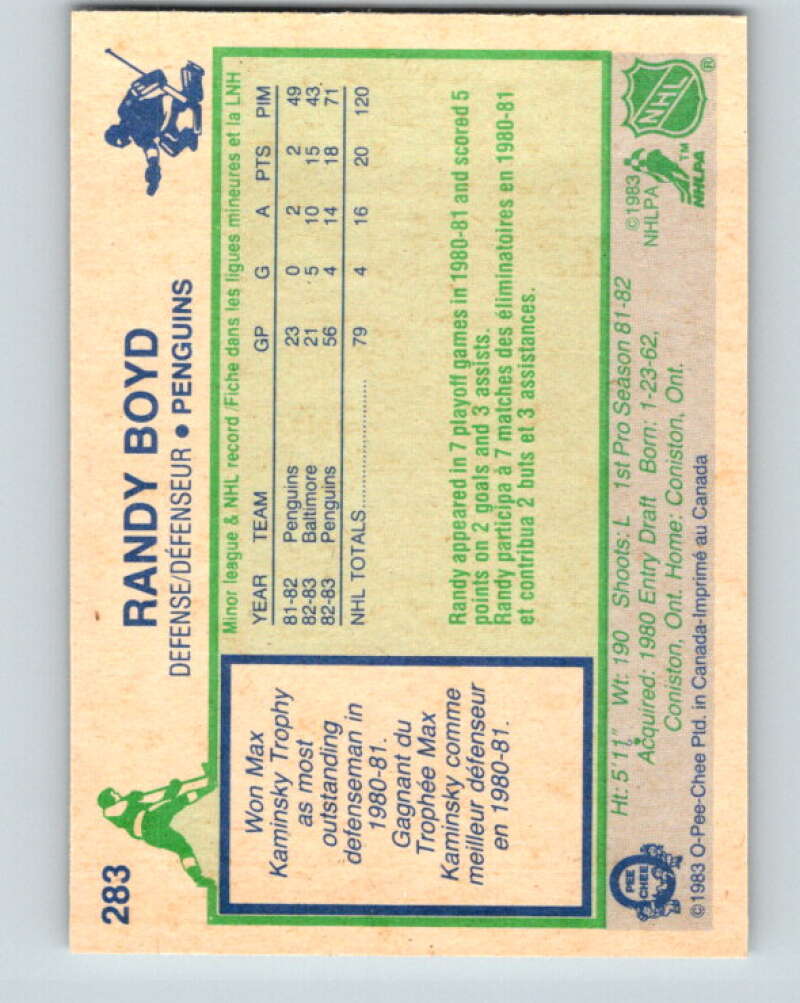 283
RANDY BOYD
DEFENSE/DÉFENSEUR • PENGUINS
Won Max
Kaminsky Trophy
as most
outstanding
defenseman in
1980-81.
Gagnant du
Trophée Max
Kaminsky comme
meilleur défenseur
en 1980-81.
Minor league & NHL record /Fiche dans les ligues mineures et la LNH
YEAR TEAM GP G A PTS PIM
81-82 Penguins 23 0 2 2 49
82-83 Baltimore 21 5 10 15 43
82-83 Penguins 56 4 14 18 71
NHL TOTALS 79 4 16 20 120
Randy appeared in 7 playoff games in 1980-81 and scored 5
points on 2 goals and 3 assists.
Randy participa à 7 matches des éliminatoires en 1980-81
et contribua 2 buts et 3 assistances.
Ht: 5'11" Wt: 190 Shoots: L 1st Pro Season 81-82
Acquired: 1980 Entry Draft Born: 1-23-62,
Coniston, Ont. Home: Coniston, Ont.
©1983 O-Pee-Chee Ptd. in Canada-Imprimé au Canada
PEE
CHEE
©1983
NHLPA
NHLPA™
NHL®